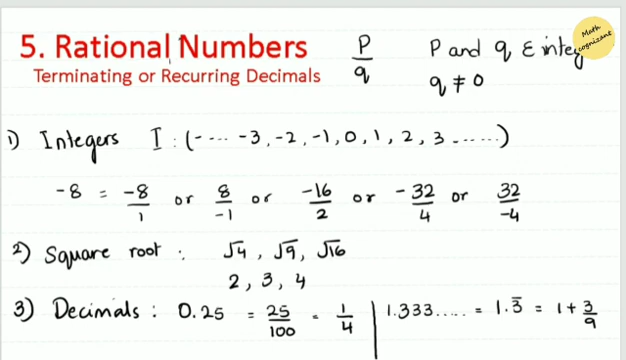 5. Rational Numbers P/q P and q ε integ
Math cognizant
Terminating or Recurring Decimals q ≠ 0
1) Integers I : (---- -3, -2, -1, 0, 1, 2, 3 ------)
-8 = -8/1 or 8/-1 or -16/2 or -32/4 or 32/-4
2) Square root : √4, √9, √16
2, 3, 4
3) Decimals : 0.25 = 25/100 = 1/4 | 1.333..... = 1.3̄ = 1 + 3/9